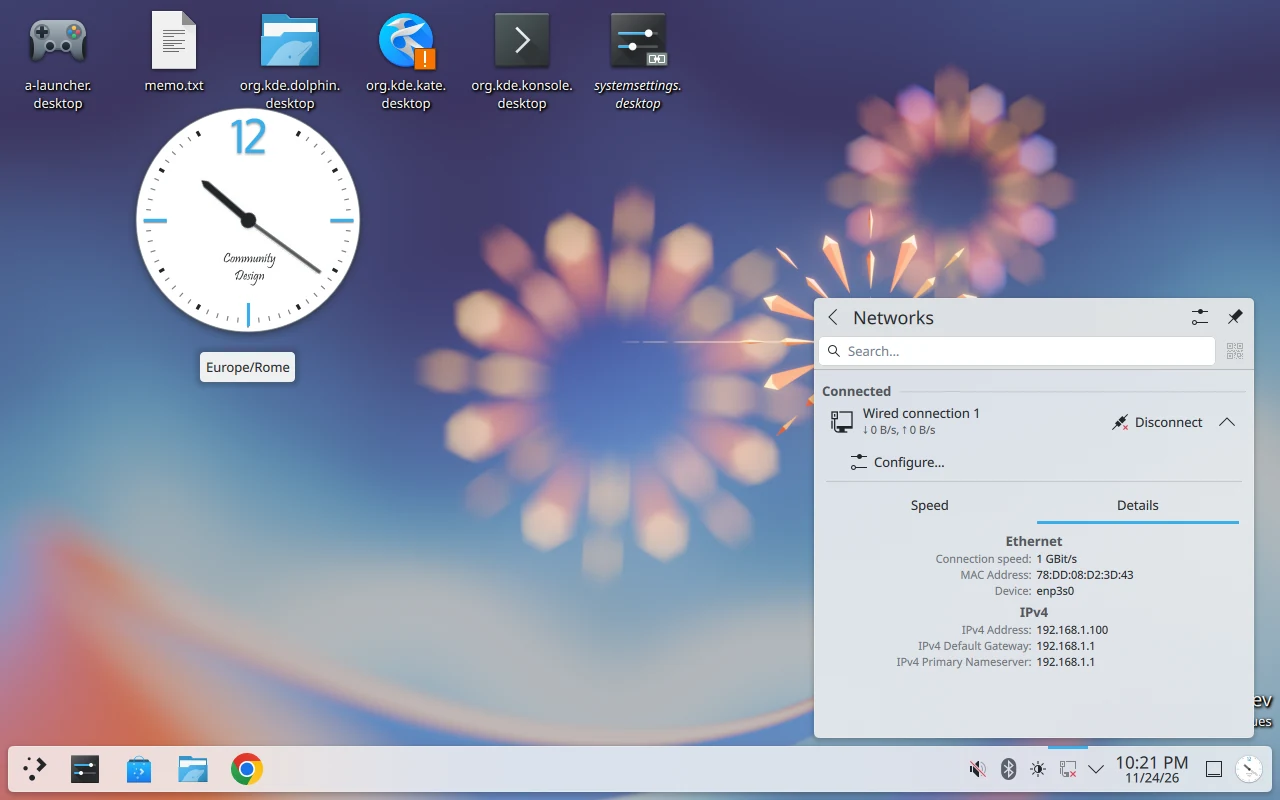 a-launcher.
desktop
memo.txt
org.kde.dolphin.
desktop
org.kde.kate.
desktop
org.kde.konsole.
desktop
systemsettings.
desktop
12
Community
Design
Europe/Rome
Networks
Search...
Connected
Wired connection 1
↓ 0 B/s, ↑ 0 B/s
Disconnect
Configure...
Speed
Details
Ethernet
Connection speed: 1 GBit/s
MAC Address: 78:DD:08:D2:3D:43
Device: enp3s0
IPv4
IPv4 Address: 192.168.1.100
IPv4 Default Gateway: 192.168.1.1
IPv4 Primary Nameserver: 192.168.1.1
10:21 PM
11/24/26